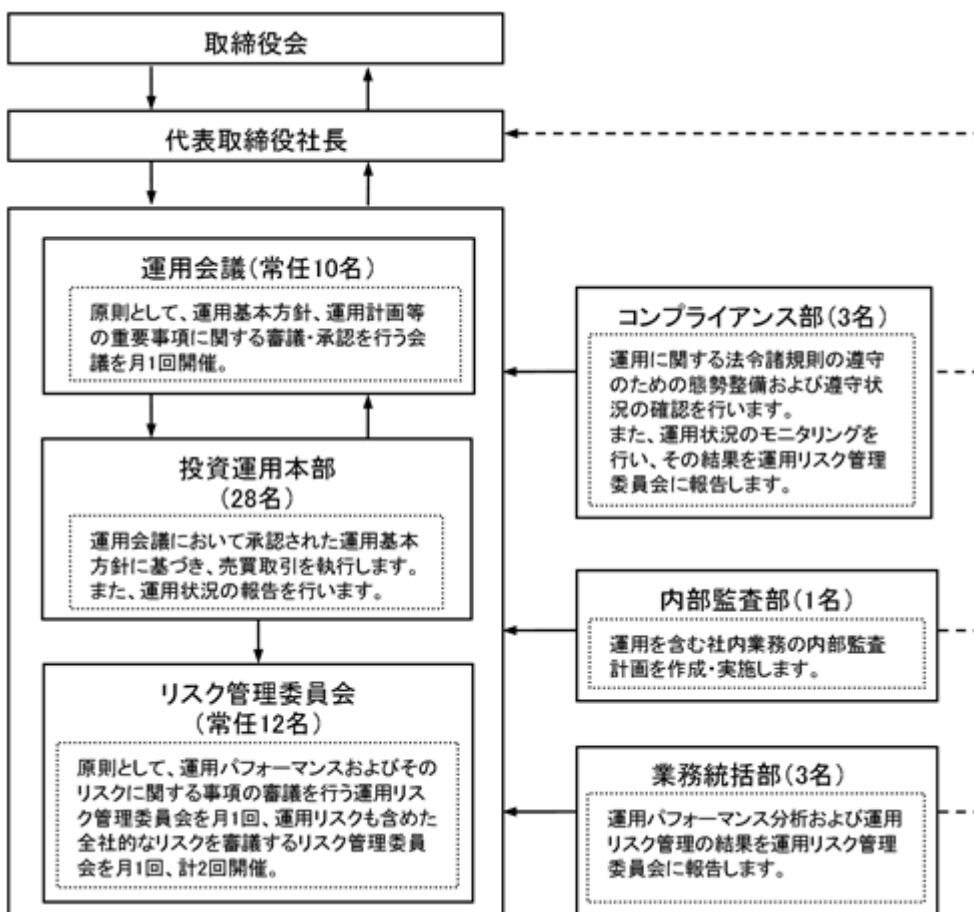 取締役会
代表取締役社長
運用会議(常任10名)
原則として、運用基本方針、運用計画等
の重要事項に関する審議・承認を行う会
議を月1回開催。
投資運用本部
(28名)
運用会議において承認された運用基本
方針に基づき、売買取引を執行します。
また、運用状況の報告を行います。
リスク管理委員会
(常任12名)
原則として、運用パフォーマンスおよびその
リスクに関する事項の審議を行う運用リス
ク管理委員会を月1回、運用リスクも含めた
全社的なリスクを審議するリスク管理委員
会を月1回、計2回開催。
コンプライアンス部(3名)
運用に関する法令諸規則の遵守
のための態勢整備および遵守状
況の確認を行います。
また、運用状況のモニタリングを
行い、その結果を運用リスク管理
委員会に報告します。
内部監査部(1名)
運用を含む社内業務の内部監査
計画を作成・実施します。
業務統括部(3名)
運用パフォーマンス分析および運用
リスク管理の結果を運用リスク管理
委員会に報告します。